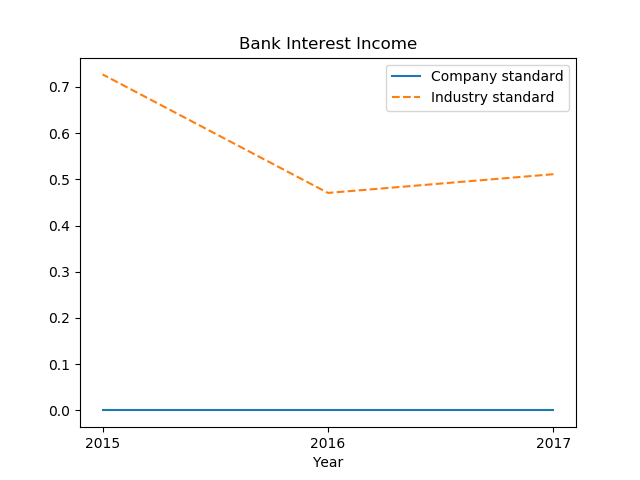 Bank Interest Income
Company standard
Industry standard
0.7
0.6
0.5
0.4
0.3
0.2
0.1
0.0
2015 2016 2017
Year